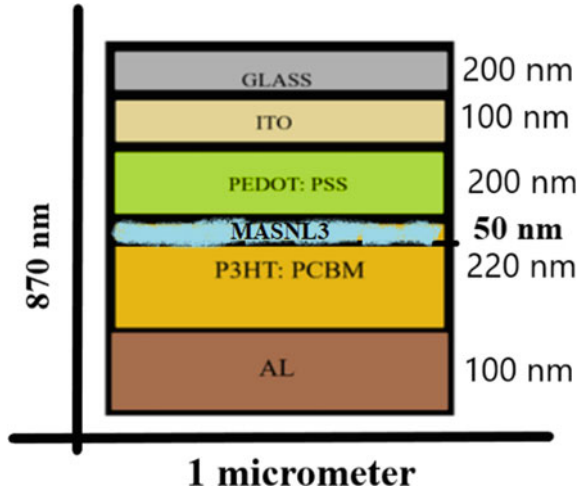 GLASS 200 nm
ITO 100 nm
PEDOT: PSS 200 nm
MASNL3 50 nm
P3HT: PCBM 220 nm
AL 100 nm
870 nm
1 micrometer